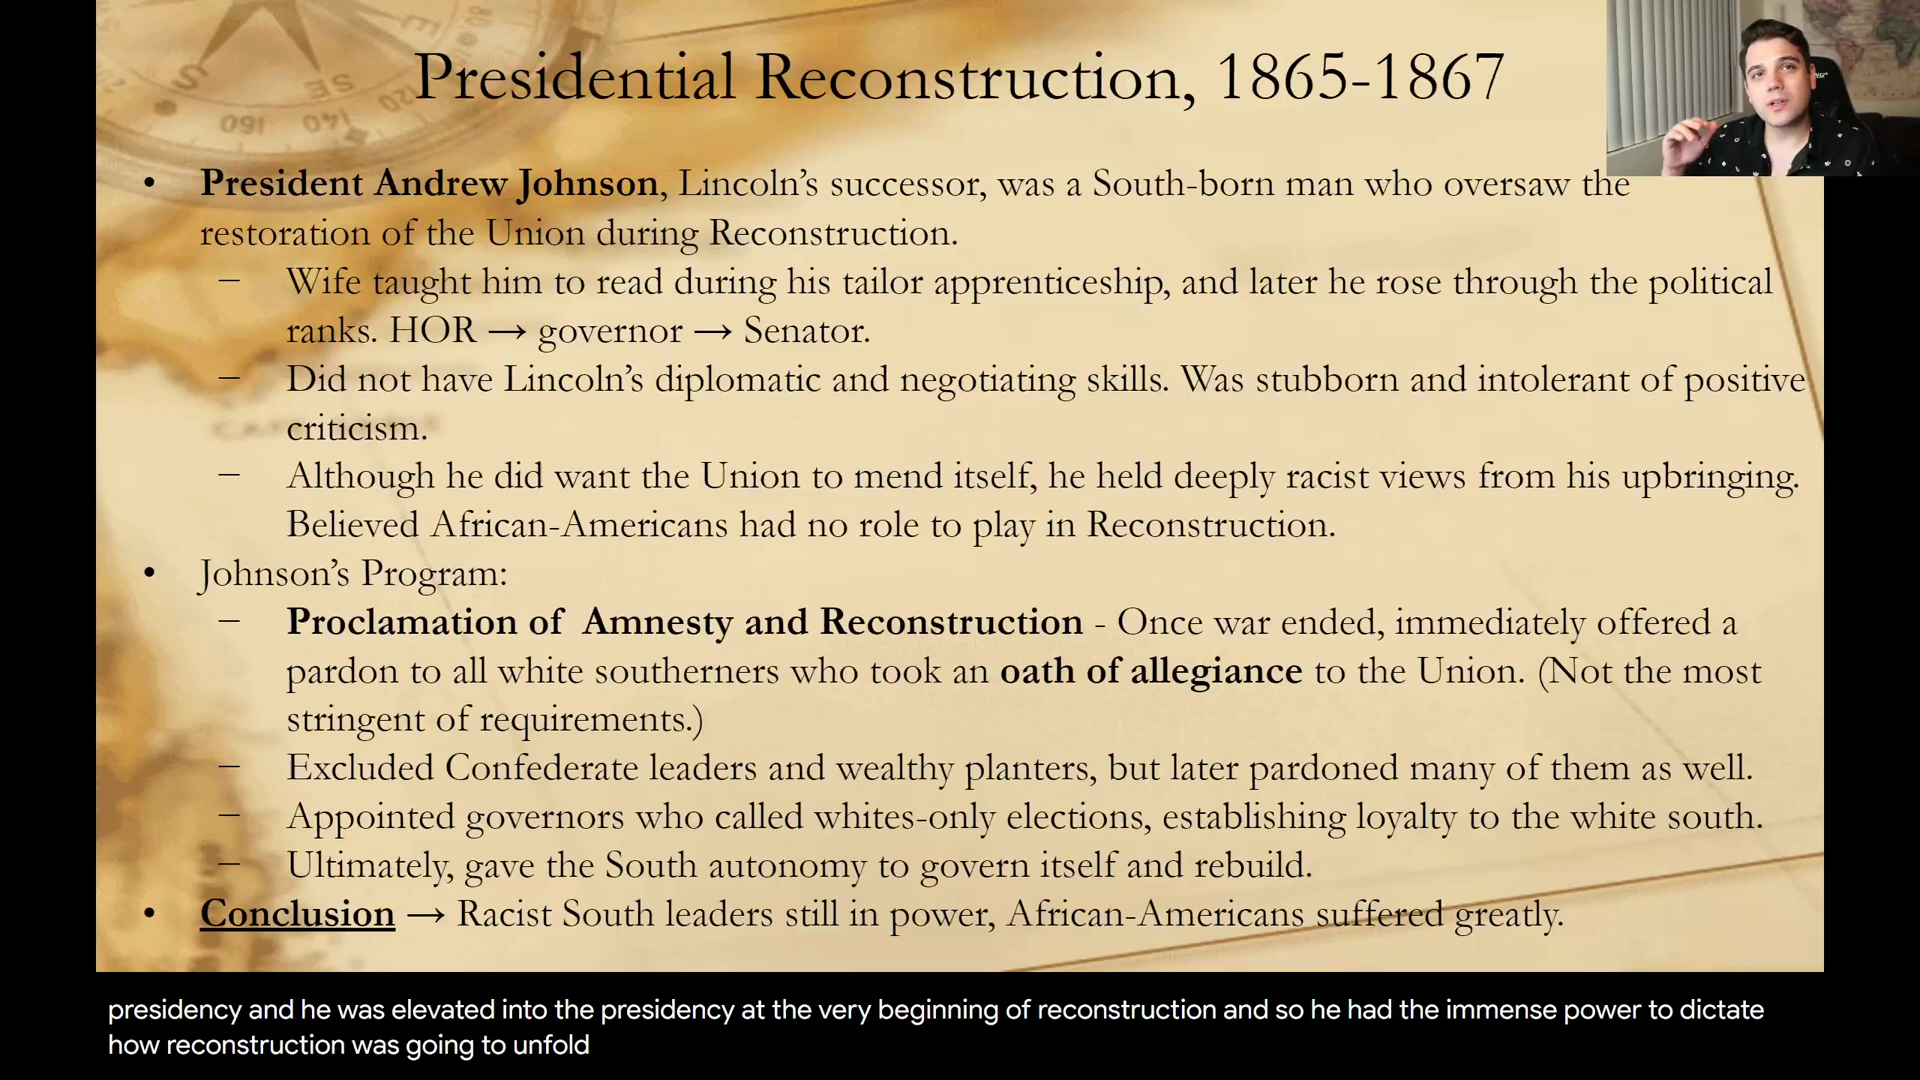 Presidential Reconstruction, 1865-1867
• President Andrew Johnson, Lincoln’s successor, was a South-born man who oversaw the
restoration of the Union during Reconstruction.
– Wife taught him to read during his tailor apprenticeship, and later he rose through the political
ranks. HOR → governor → Senator.
– Did not have Lincoln’s diplomatic and negotiating skills. Was stubborn and intolerant of positive
criticism.
– Although he did want the Union to mend itself, he held deeply racist views from his upbringing.
Believed African-Americans had no role to play in Reconstruction.
• Johnson’s Program:
– Proclamation of Amnesty and Reconstruction - Once war ended, immediately offered a
pardon to all white southerners who took an oath of allegiance to the Union. (Not the most
stringent of requirements.)
– Excluded Confederate leaders and wealthy planters, but later pardoned many of them as well.
– Appointed governors who called whites-only elections, establishing loyalty to the white south.
– Ultimately, gave the South autonomy to govern itself and rebuild.
• Conclusion → Racist South leaders still in power, African-Americans suffered greatly.
presidency and he was elevated into the presidency at the very beginning of reconstruction and so he had the immense power to dictate
how reconstruction was going to unfold